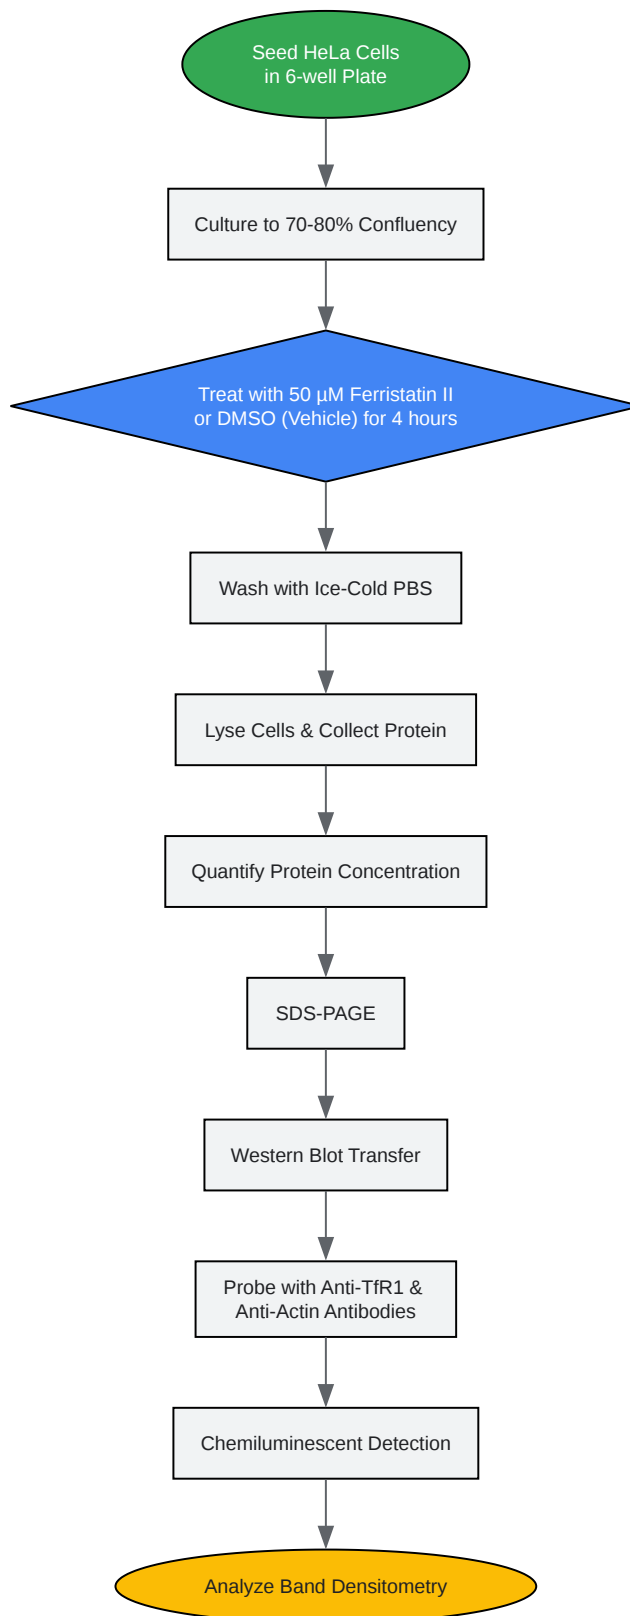 Seed HeLa Cells
in 6-well Plate
Culture to 70-80% Confluency
Treat with 50 µM Ferristatin II
or DMSO (Vehicle) for 4 hours
Wash with Ice-Cold PBS
Lyse Cells & Collect Protein
Quantify Protein Concentration
SDS-PAGE
Western Blot Transfer
Probe with Anti-TfR1 &
Anti-Actin Antibodies
Chemiluminescent Detection
Analyze Band Densitometry